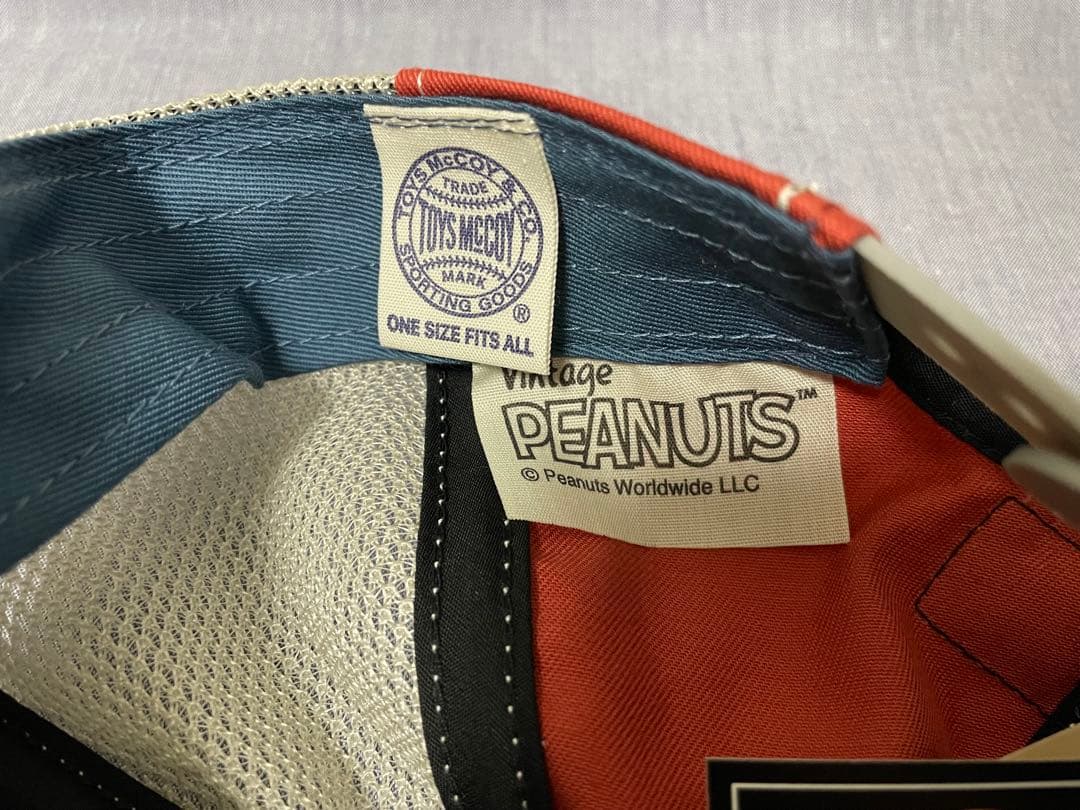 TOYS McCOY & CO.
TRADE
TOYS McCOY
MARK
SPORTING GOODS
®
ONE SIZE FITS ALL
Vintage
PEANUTS™
© Peanuts Worldwide LLC